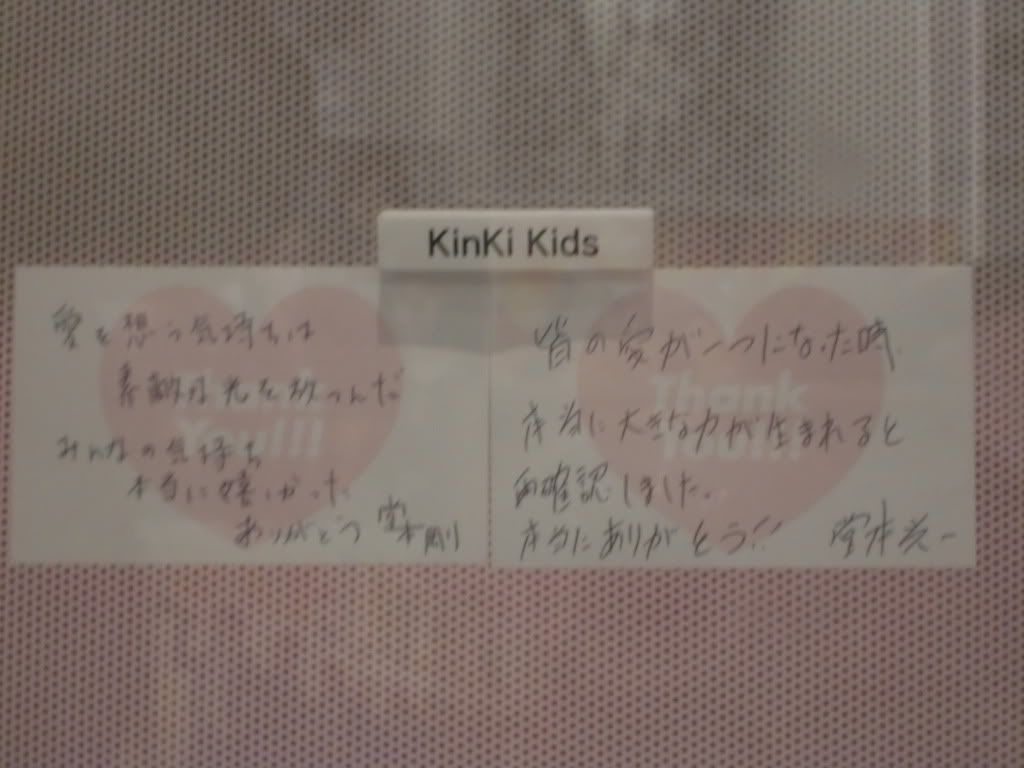 KinKi Kids
愛を想う気持ちは
素敵な光を放つんだ
みんなの気持ち
本当に嬉しかった
ありがとう 堂本剛
皆の愛が一つになった時、
本当に大きな力が生まれると
再確認しました。
本当にありがとう!! 堂本光一
Thank
You!!!
Thank
You!!!